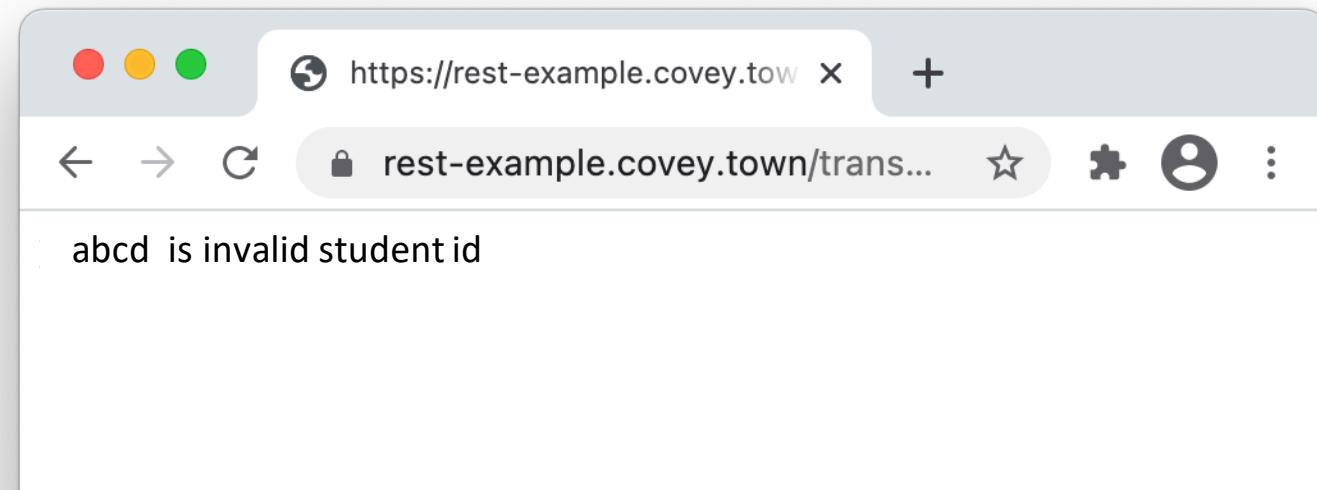 https://rest-example.covey.tow
rest-example.covey.town/trans...
abcd is invalid student id